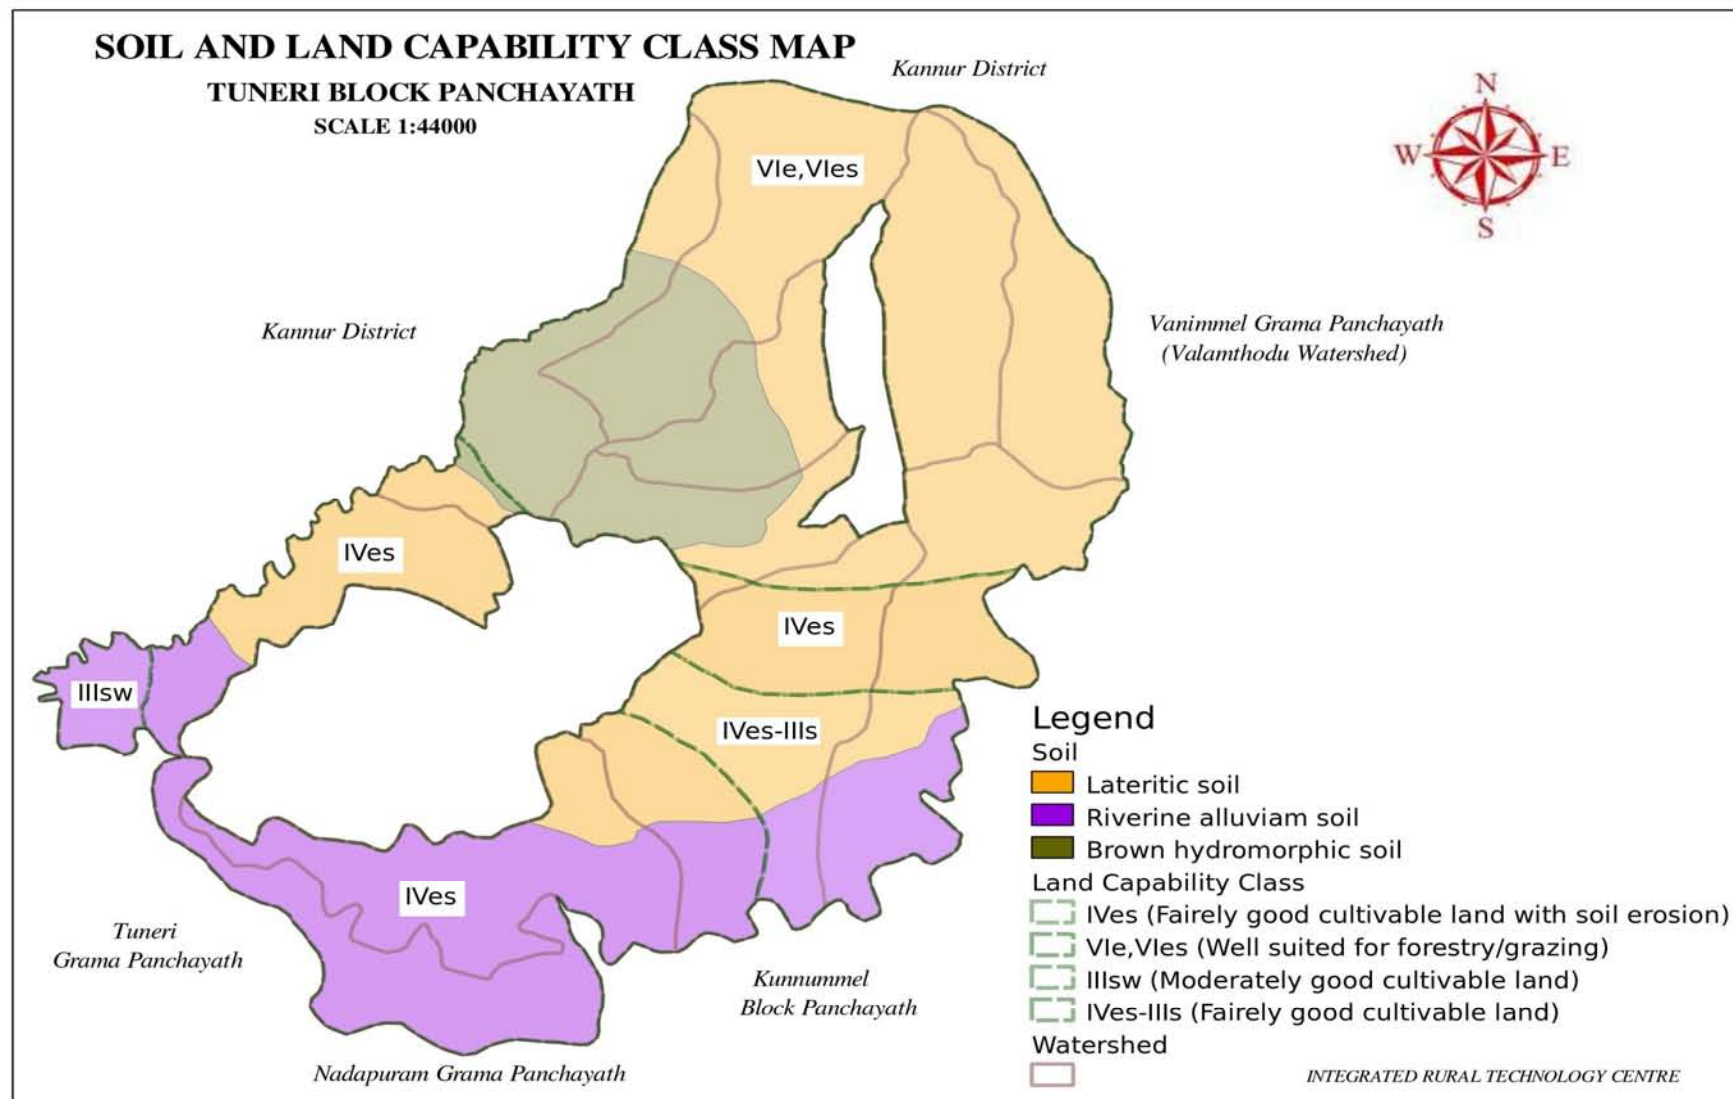 SOIL AND LAND CAPABILITY CLASS MAP
TUNERI BLOCK PANCHAYATH
SCALE 1:44000
Kannur District
N
W
E
S
VIe,VIes
Kannur District
Vanimmel Grama Panchayath
(Valamthodu Watershed)
IVes
IVes
IIIsw
IVes-IIIs
IVes
Tuneri
Grama Panchayath
Kunnummel
Block Panchayath
Nadapuram Grama Panchayath
Legend
Soil
Lateritic soil
Riverine alluviam soil
Brown hydromorphic soil
Land Capability Class
IVes (Fairely good cultivable land with soil erosion)
VIe,VIes (Well suited for forestry/grazing)
IIIsw (Moderately good cultivable land)
IVes-IIIs (Fairely good cultivable land)
Watershed
INTEGRATED RURAL TECHNOLOGY CENTRE